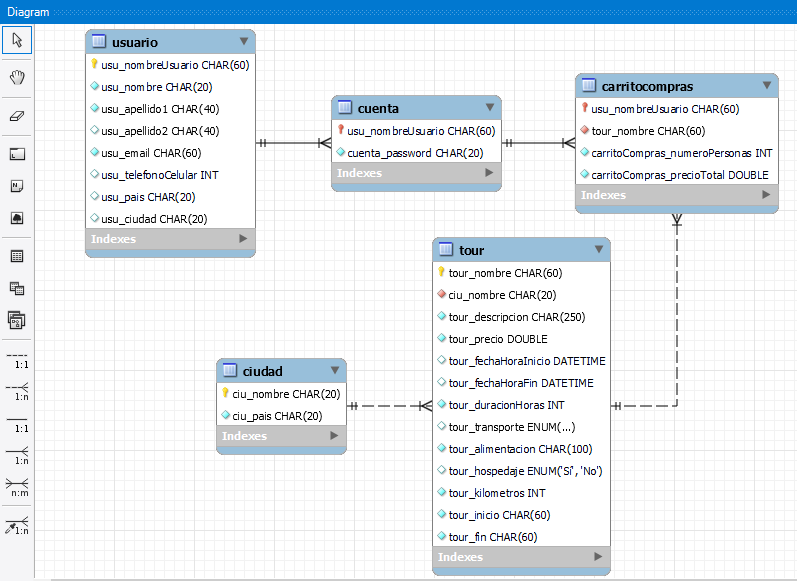 Diagram
usuario
usu_nombreUsuario CHAR(60)
usu_nombre CHAR(20)
usu_apellido1 CHAR(40)
usu_apellido2 CHAR(40)
usu_email CHAR(60)
usu_telefonoCelular INT
usu_pais CHAR(20)
usu_ciudad CHAR(20)
Indexes
cuenta
usu_nombreUsuario CHAR(60)
cuenta_password CHAR(20)
Indexes
carritocompras
usu_nombreUsuario CHAR(60)
tour_nombre CHAR(60)
carritoCompras_numeroPersonas INT
carritoCompras_precioTotal DOUBLE
Indexes
tour
tour_nombre CHAR(60)
ciu_nombre CHAR(20)
tour_descripcion CHAR(250)
tour_precio DOUBLE
tour_fechaHoraInicio DATETIME
tour_fechaHoraFin DATETIME
tour_duracionHoras INT
tour_transporte ENUM(...)
tour_alimentacion CHAR(100)
tour_hospedaje ENUM('Sí', 'No')
tour_kilometros INT
tour_inicio CHAR(60)
tour_fin CHAR(60)
Indexes
ciudad
ciu_nombre CHAR(20)
ciu_pais CHAR(20)
Indexes
1:1
1:n
1:1
1:n
n:m
1:n